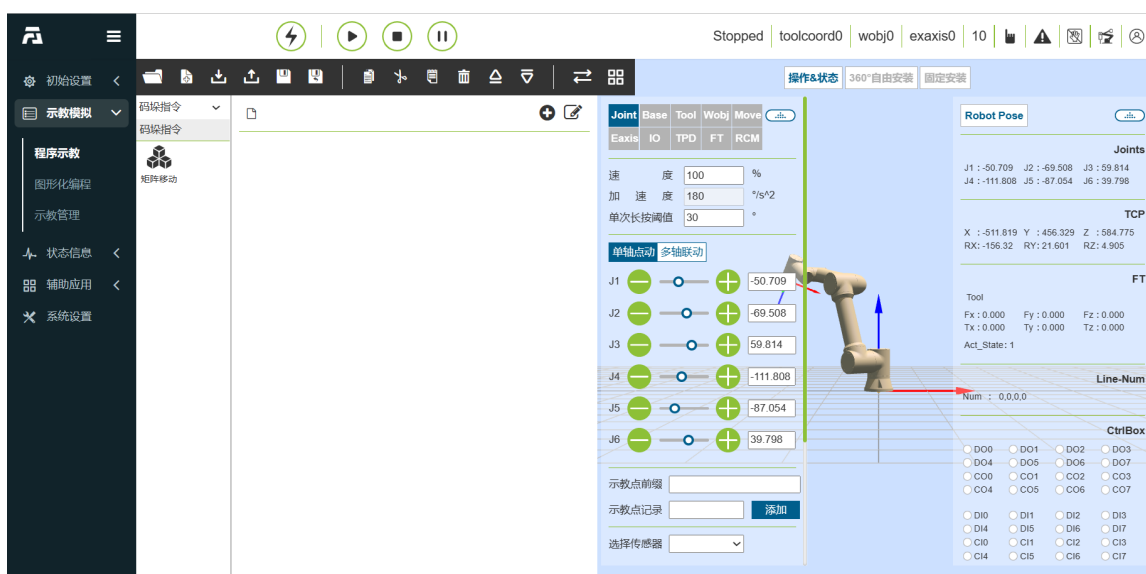 Stopped toolcoord0 wobj0 exaxis0 10
初始设置
示教模拟
程序示教
图形化编程
示教管理
状态信息
辅助应用
系统设置
码垛指令
码垛指令
矩阵移动
操作&状态 360°自由安装 固定安装
Joint Base Tool Wobj Move
Eaxis IO TPD FT RCM
速 度 100 %
加 速 度 180 °/s^2
单次长按阈值 30 °
单轴点动 多轴联动
J1 -50.709
J2 -69.508
J3 59.814
J4 -111.808
J5 -87.054
J6 39.798
示教点前缀
示教点记录 添加
选择传感器
Robot Pose
Joints
J1 : -50.709 J2 : -69.508 J3 : 59.814
J4 : -111.808 J5 : -87.054 J6 : 39.798
TCP
X : -511.819 Y : 456.329 Z : 584.775
RX: -156.32 RY: 21.601 RZ: 4.905
FT
Tool
Fx : 0.000 Fy : 0.000 Fz : 0.000
Tx : 0.000 Ty : 0.000 Tz : 0.000
Act_State: 1
Line-Num
Num : 0,0,0,0
CtrlBox
DO0 DO1 DO2 DO3
DO4 DO5 DO6 DO7
CO0 CO1 CO2 CO3
CO4 CO5 CO6 CO7
DI0 DI1 DI2 DI3
DI4 DI5 DI6 DI7
CI0 CI1 CI2 CI3
CI4 CI5 CI6 CI7